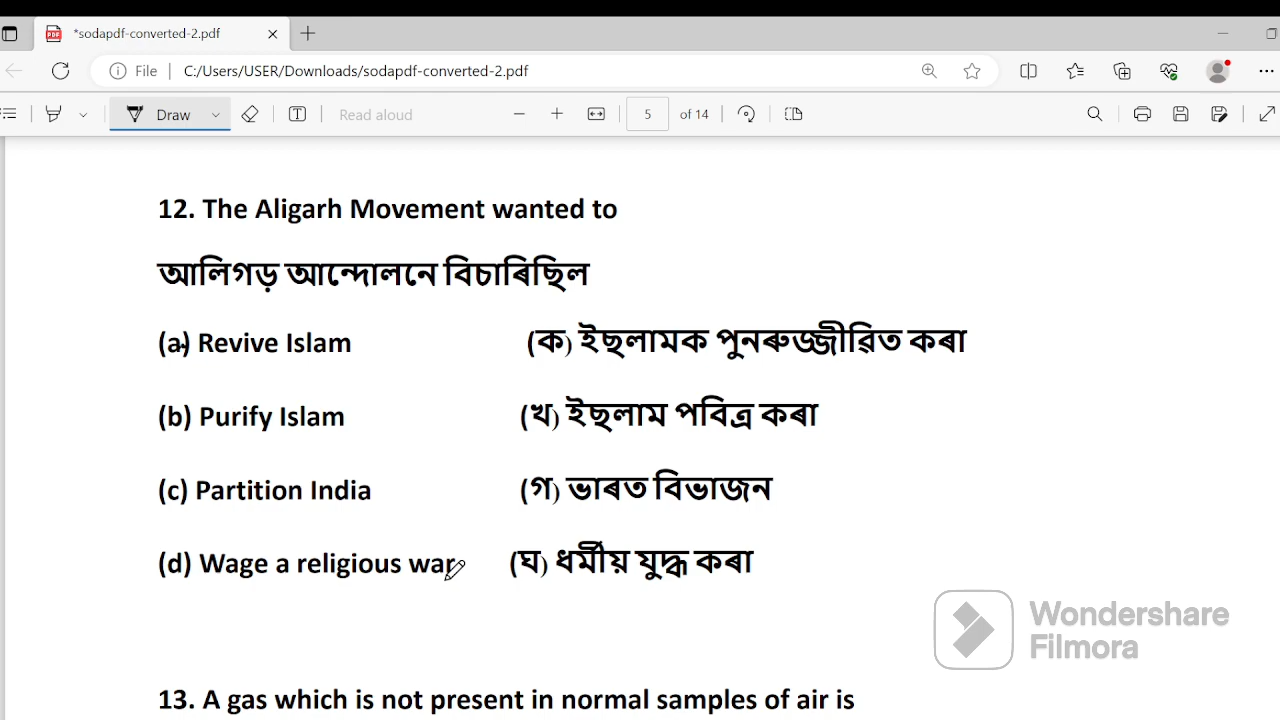 *sodapdf-converted-2.pdf
File C:/Users/USER/Downloads/sodapdf-converted-2.pdf
Draw Read aloud 5 of 14
12. The Aligarh Movement wanted to
আলিগড় আন্দোলনে বিচাৰিছিল
(a) Revive Islam (ক) ইছলামক পুনৰুজ্জীৱিত কৰা
(b) Purify Islam (খ) ইছলাম পবিত্ৰ কৰা
(c) Partition India (গ) ভাৰত বিভাজন
(d) Wage a religious war (ঘ) ধৰ্মীয় যুদ্ধ কৰা
Wondershare
Filmora
13. A gas which is not present in normal samples of air is